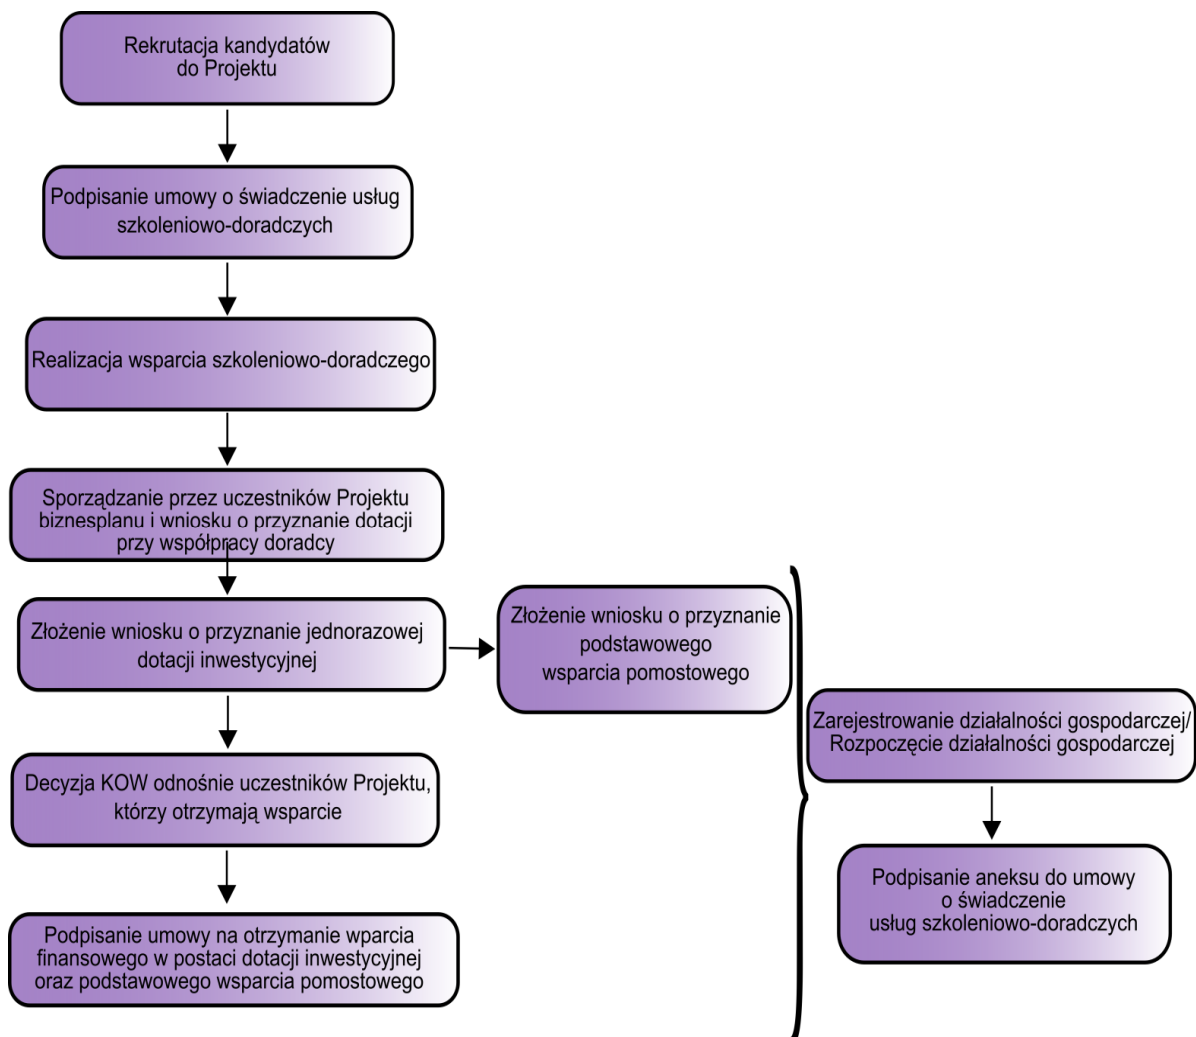 Rekrutacja kandydatów
do Projektu
Podpisanie umowy o świadczenie usług
szkoleniowo-doradczych
Realizacja wsparcia szkoleniowo-doradczego
Sporządzanie przez uczestników Projektu
biznesplanu i wniosku o przyznanie dotacji
przy współpracy doradcy
Złożenie wniosku o przyznanie jednorazowej
dotacji inwestycyjnej
Złożenie wniosku o przyznanie
podstawowego
wsparcia pomostowego
Decyzja KOW odnośnie uczestników Projektu,
którzy otrzymają wsparcie
Podpisanie umowy na otrzymanie wparcia
finansowego w postaci dotacji inwestycyjnej
oraz podstawowego wsparcia pomostowego
Zarejestrowanie działalności gospodarczej/
Rozpoczęcie działalności gospodarczej
Podpisanie aneksu do umowy
o świadczenie
usług szkoleniowo-doradczych